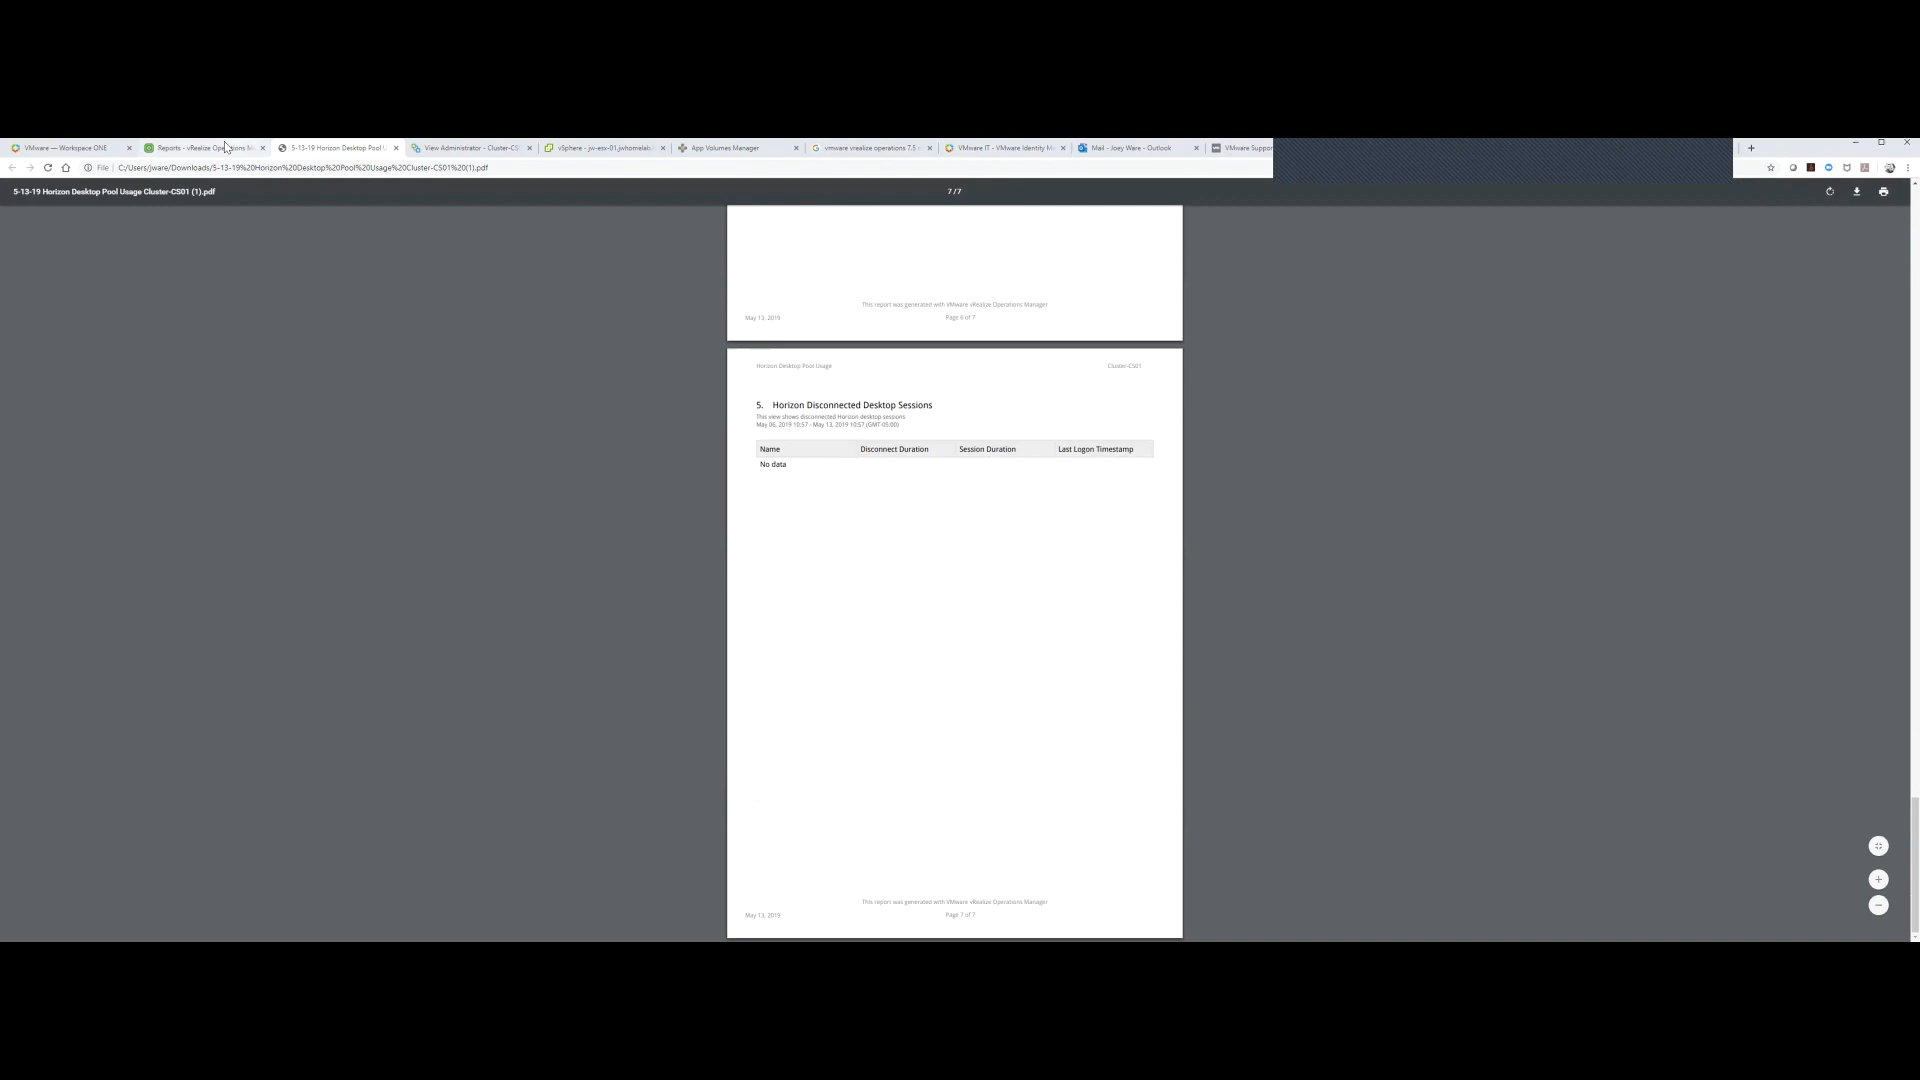 VMware — Workspace ONE
Reports - vRealize Operations M
5-13-19 Horizon Desktop Pool U
View Administrator - Cluster-CS
vSphere - jw-esx-01.jwhomelab.
App Volumes Manager
vmware vrealize operations 7.5
VMware IT - VMware Identity M
Mail - Joey Ware - Outlook
VMware Suppor
File
C:/Users/jware/Downloads/5-13-19%20Horizon%20Desktop%20Pool%20Usage%20Cluster-CS01%20(1).pdf
5-13-19 Horizon Desktop Pool Usage Cluster-CS01 (1).pdf
7 / 7
This report was generated with VMware vRealize Operations Manager
May 13, 2019
Page 6 of 7
Horizon Desktop Pool Usage
Cluster-CS01
5. Horizon Disconnected Desktop Sessions
This view shows disconnected Horizon desktop sessions
May 06, 2019 10:57 - May 13, 2019 10:57 (GMT-05:00)
Name Disconnect Duration Session Duration Last Logon Timestamp
No data
This report was generated with VMware vRealize Operations Manager
May 13, 2019
Page 7 of 7